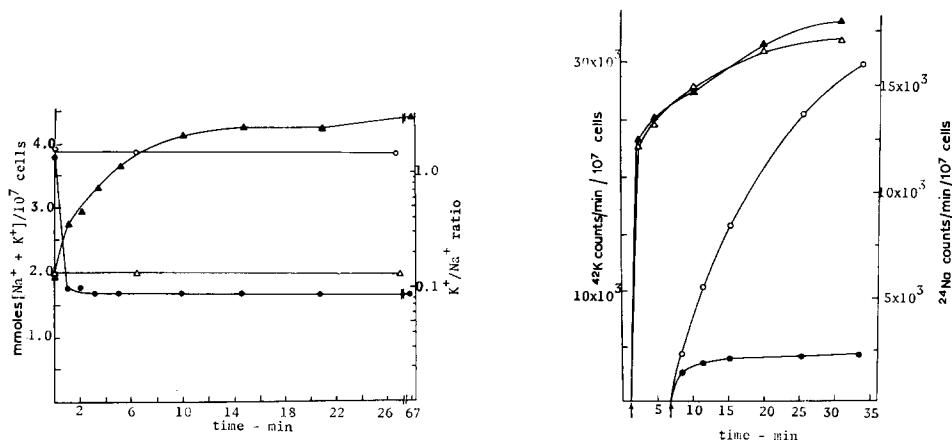 mmoles[Na⁺ + K⁺]/10⁷ cells
4.0
3.0
2.0
1.0
2 6 10 14 18 22 26 67
time - min
1.0
0.1
K⁺/Na⁺ ratio
⁴²K counts/min/10⁷ cells
30x10³
10x10³
5 10 15 20 25 30 35
time - min
15x10³
10x10³
5x10³
²⁴Na counts/min/10⁷ cells